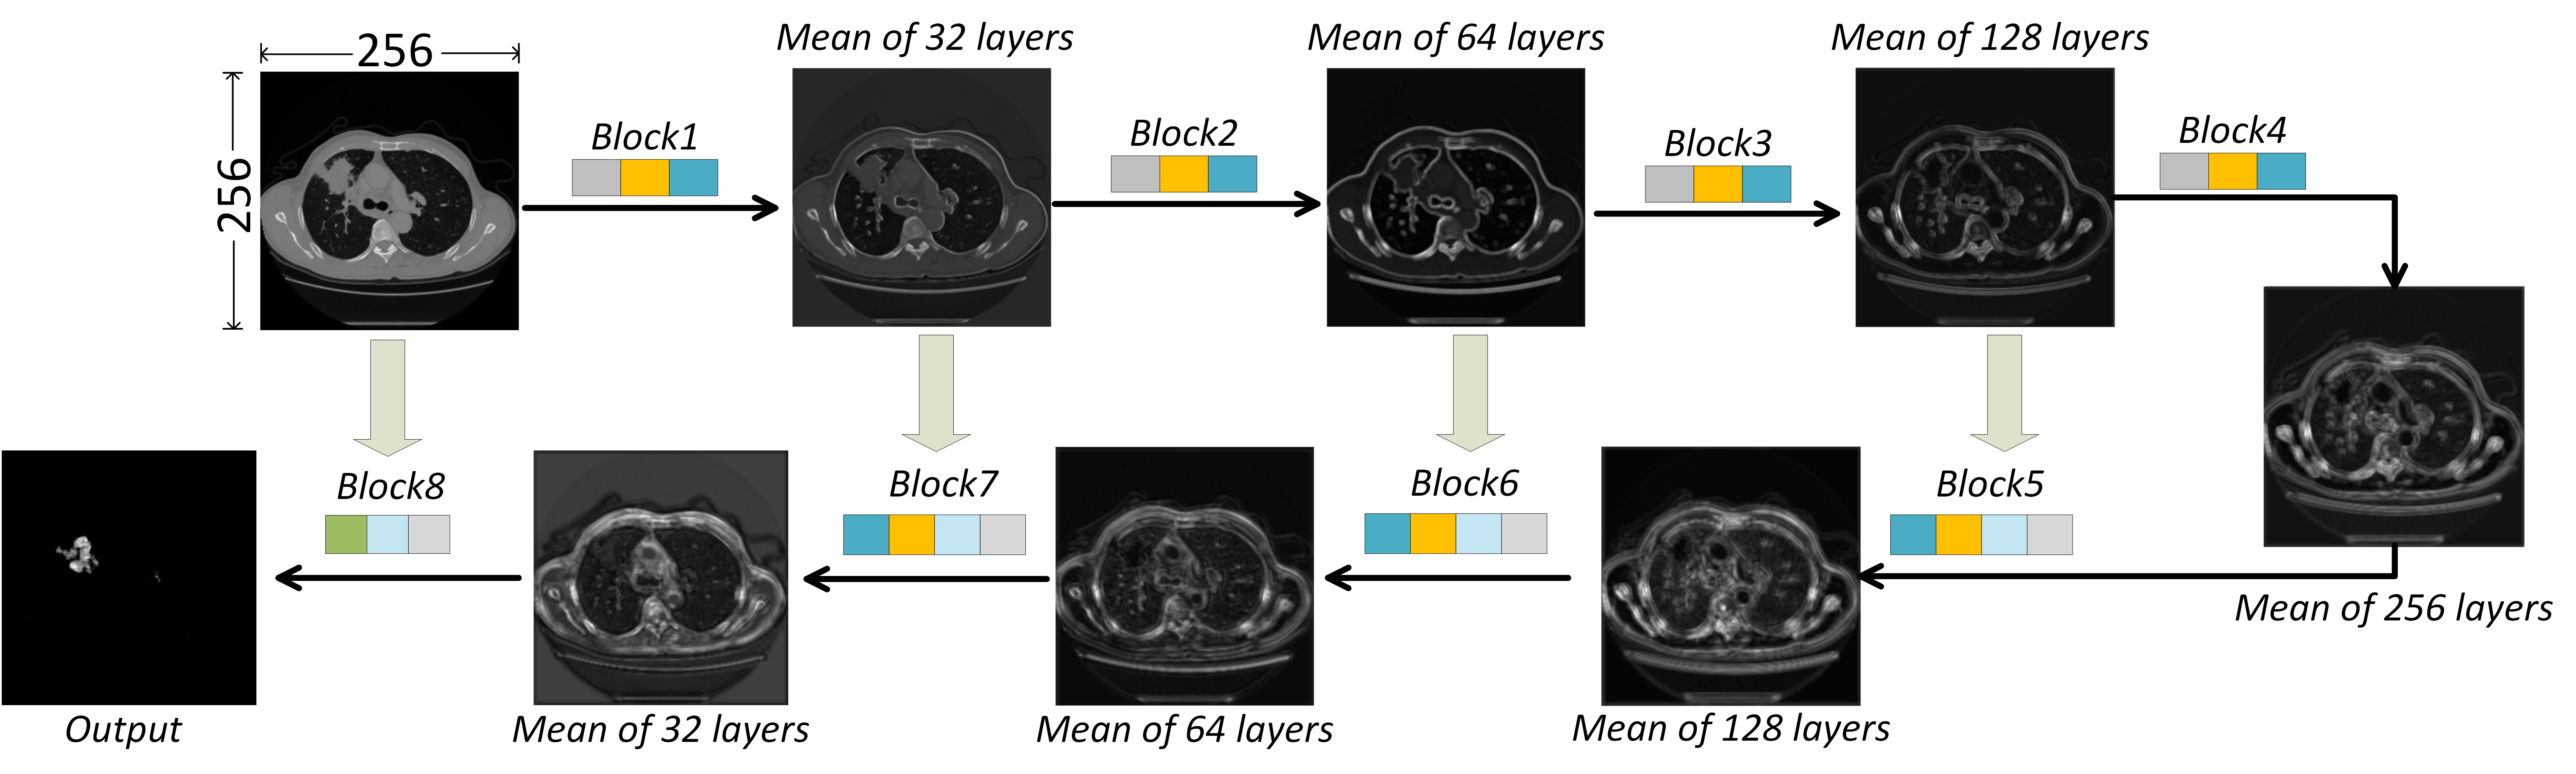 256
256
Mean of 32 layers
Mean of 64 layers
Mean of 128 layers
Block1
Block2
Block3
Block4
Block8
Block7
Block6
Block5
Mean of 256 layers
Output
Mean of 32 layers
Mean of 64 layers
Mean of 128 layers